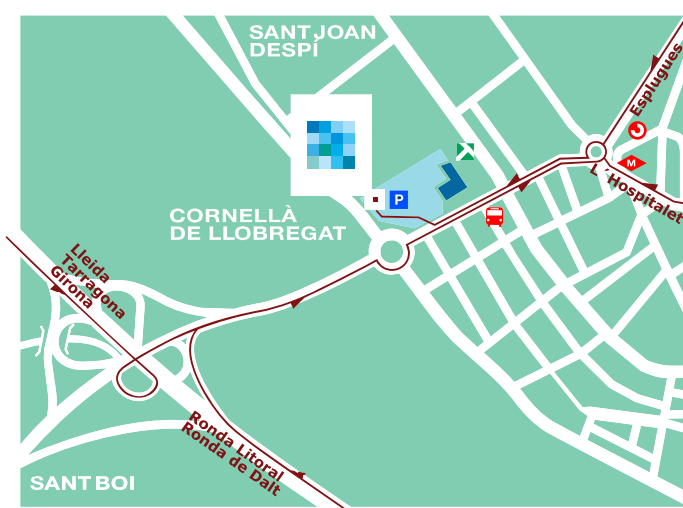 SANT JOAN
DESPÍ
Esplugues
M
L'Hospitalet
P
CORNELLÀ
DE LLOBREGAT
Lleida
Tarragona
Girona
Ronda Litoral
Ronda de Dalt
SANT BOI